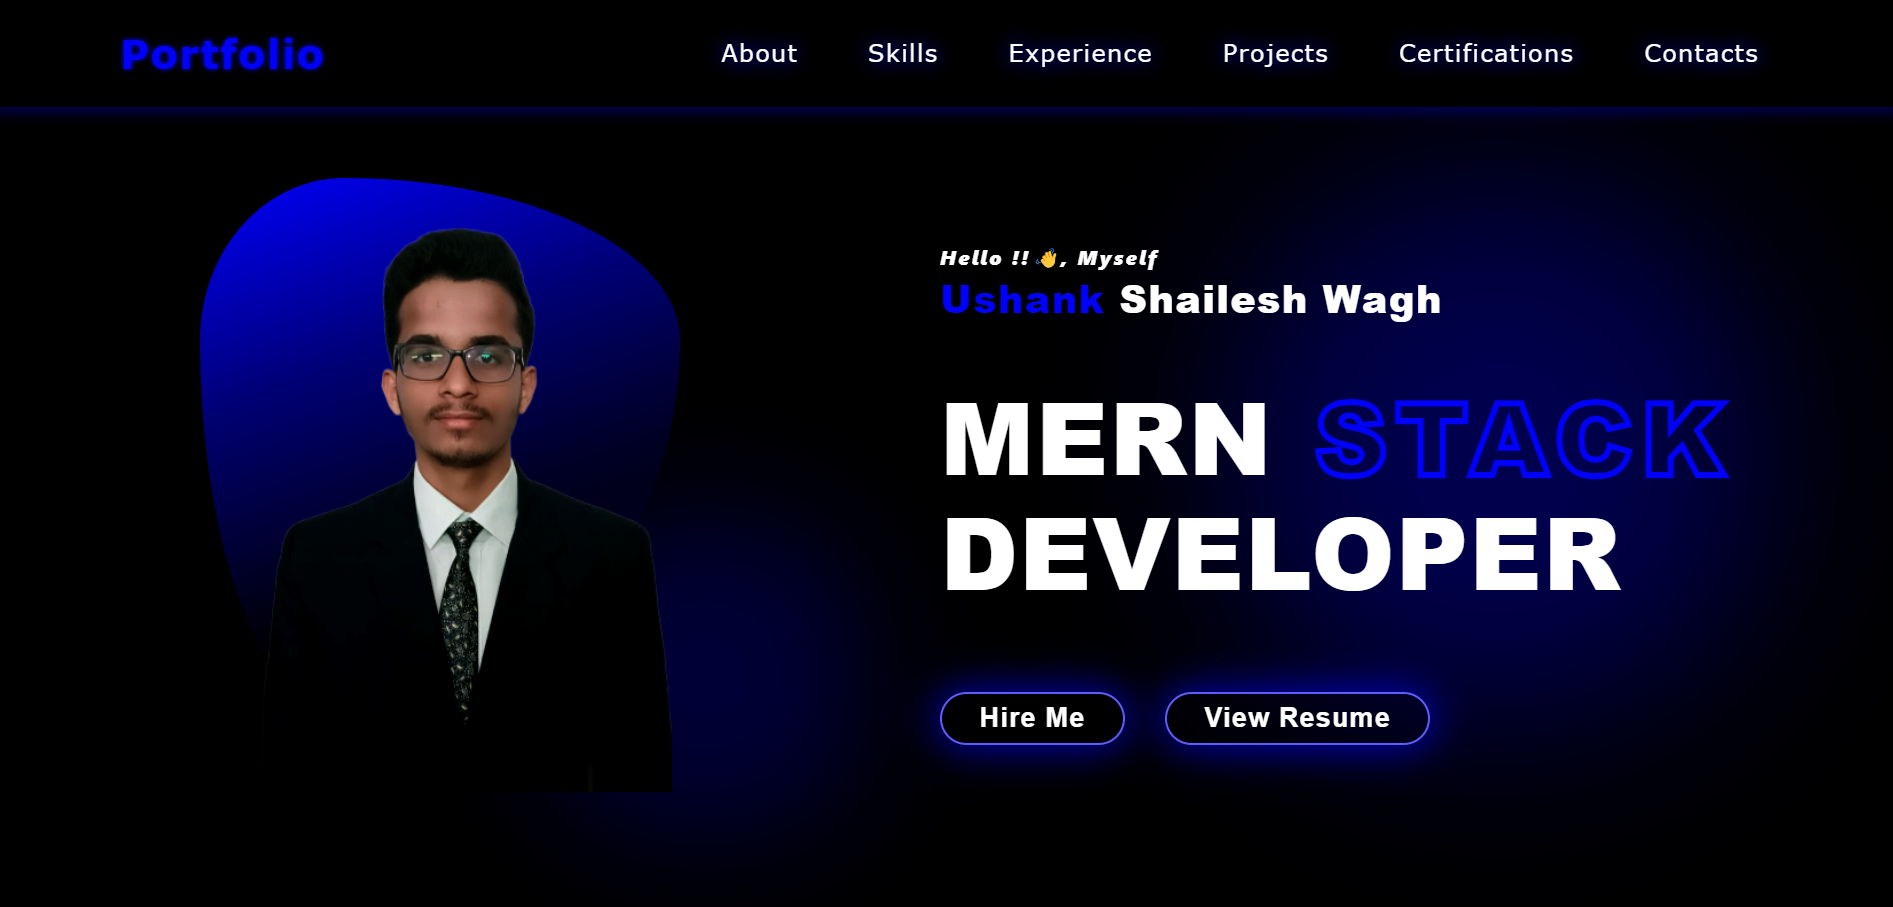 Portfolio
About Skills Experience Projects Certifications Contacts
Hello !! 👋, Myself
Ushank Shailesh Wagh
MERN STACK
DEVELOPER
Hire Me View Resume